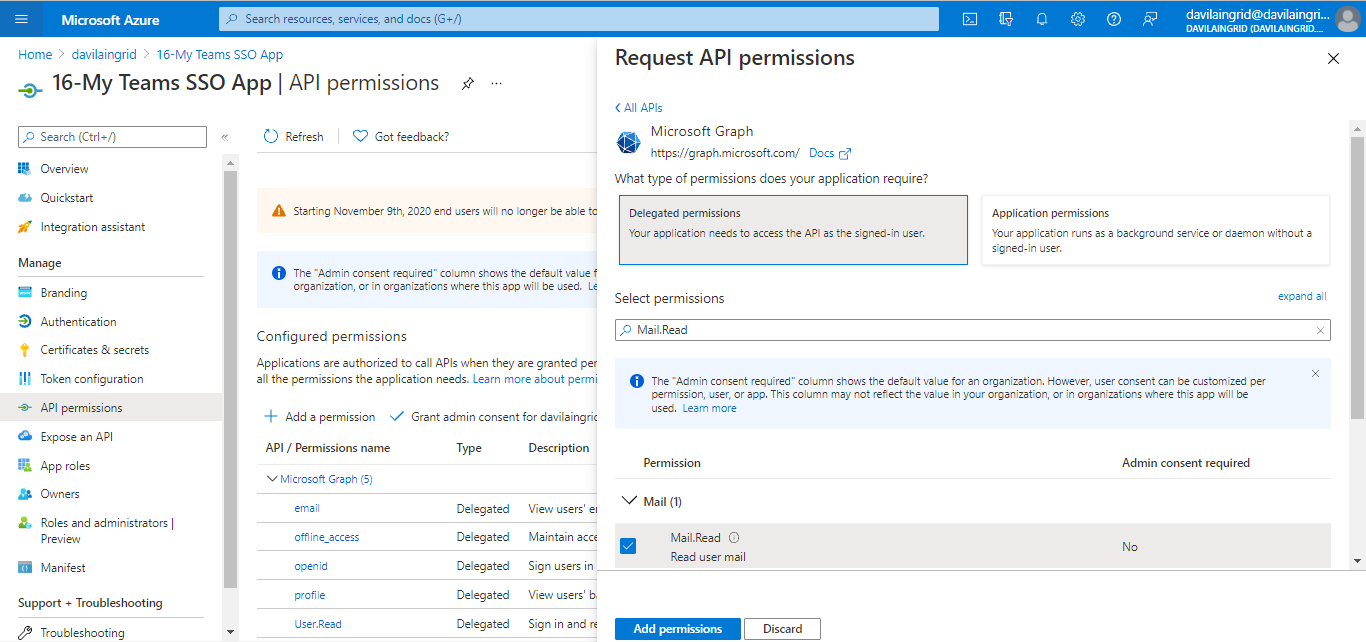 Microsoft Azure
Search resources, services, and docs (G+/)
davilaingrid@davilaingri...
DAVILAINGRID (DAVILAINGRID....
Home > davilaingrid > 16-My Teams SSO App
16-My Teams SSO App | API permissions
Search (Ctrl+/)
Overview
Quickstart
Integration assistant
Manage
Branding
Authentication
Certificates & secrets
Token configuration
API permissions
Expose an API
App roles
Owners
Roles and administrators |
Preview
Manifest
Support + Troubleshooting
Troubleshooting
Refresh
Got feedback?
Starting November 9th, 2020 end users will no longer be able to
The "Admin consent required" column shows the default value f
organization, or in organizations where this app will be used. Le
Configured permissions
Applications are authorized to call APIs when they are granted per
all the permissions the application needs. Learn more about permi
Add a permission
Grant admin consent for davilaingrid
API / Permissions name Type Description
Microsoft Graph (5)
email Delegated View users' e
offline_access Delegated Maintain acce
openid Delegated Sign users in
profile Delegated View users' ba
User.Read Delegated Sign in and re
Request API permissions
All APIs
Microsoft Graph
https://graph.microsoft.com/ Docs
What type of permissions does your application require?
Delegated permissions
Your application needs to access the API as the signed-in user.
Application permissions
Your application runs as a background service or daemon without a
signed-in user.
Select permissions
expand all
Mail.Read
The "Admin consent required" column shows the default value for an organization. However, user consent can be customized per
permission, user, or app. This column may not reflect the value in your organization, or in organizations where this app will be
used. Learn more
Permission Admin consent required
Mail (1)
Mail.Read
Read user mail
No
Add permissions
Discard